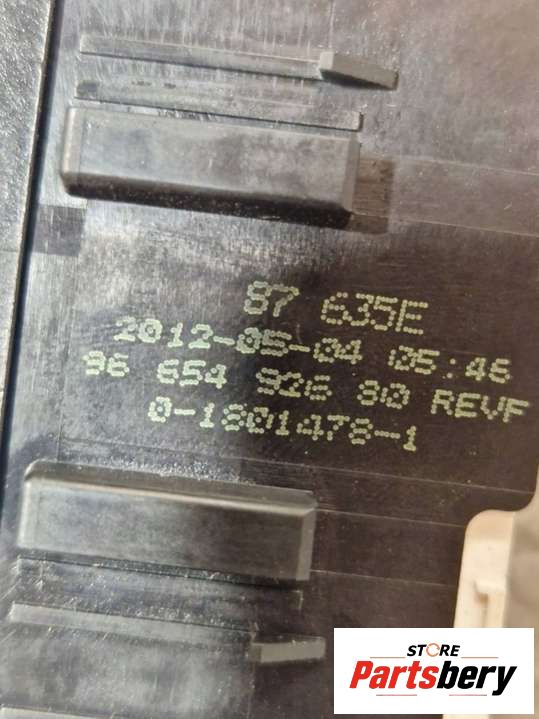 87 635E
2012-05-04 05:46
96 654 926 80 REVF
0-1801478-1
STORE
Partsbery